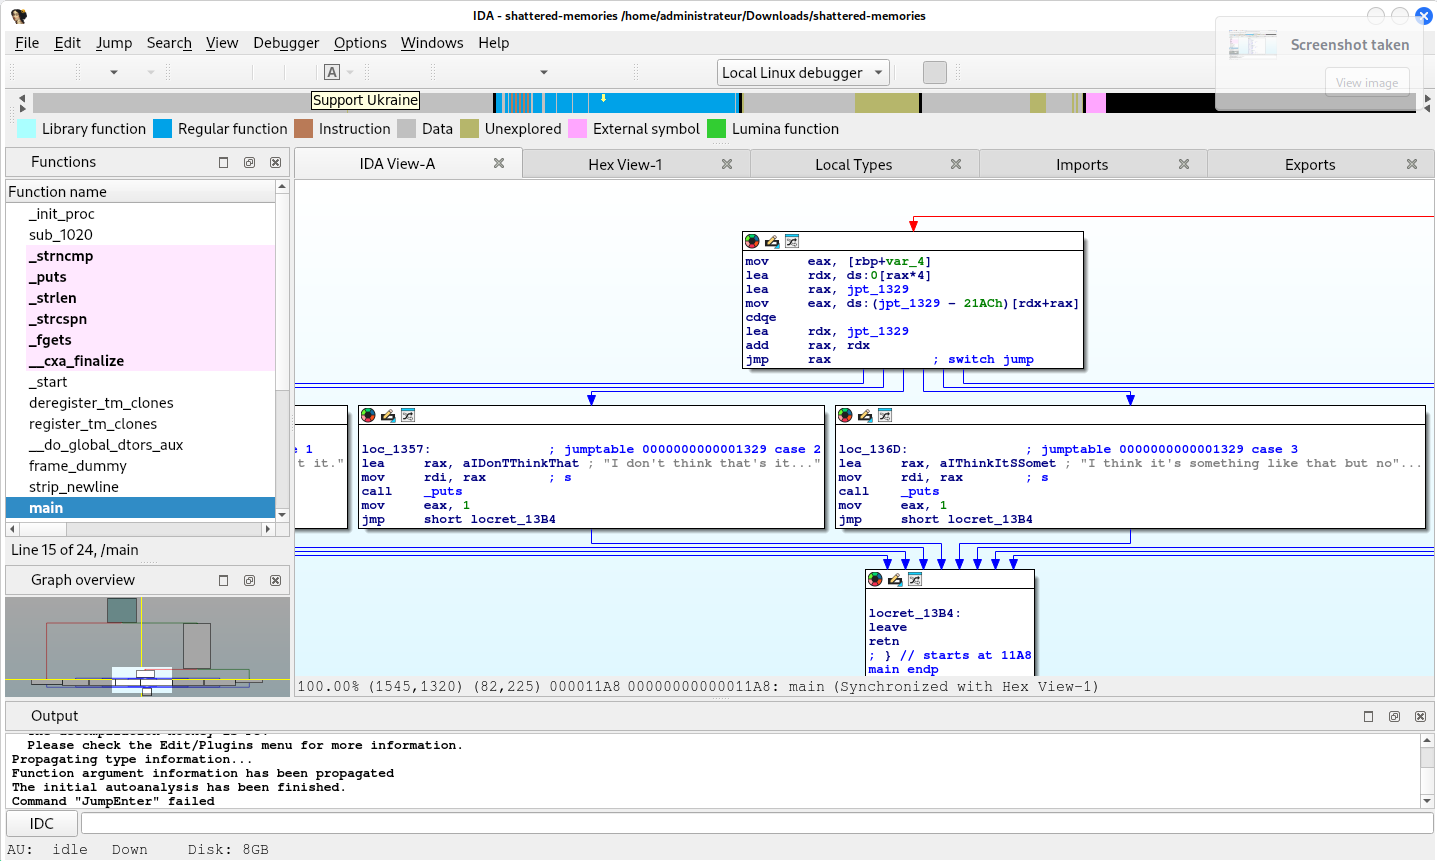 IDA - shattered-memories /home/administrateur/Downloads/shattered-memories
File Edit Jump Search View Debugger Options Windows Help
Screenshot taken
View image
A
Local Linux debugger
Support Ukraine
Library function Regular function Instruction Data Unexplored External symbol Lumina function
Functions
IDA View-A
Hex View-1
Local Types
Imports
Exports
Function name
_init_proc
sub_1020
_strncmp
_puts
_strlen
_strcspn
_fgets
__cxa_finalize
_start
deregister_tm_clones
register_tm_clones
__do_global_dtors_aux
frame_dummy
strip_newline
main
Line 15 of 24, /main
Graph overview
mov eax, [rbp+var_4]
lea rdx, ds:0[rax*4]
lea rax, jpt_1329
mov eax, ds:(jpt_1329 - 21ACh)[rdx+rax]
cdqe
lea rdx, jpt_1329
add rax, rdx
jmp rax ; switch jump
e 1
t it."
loc_1357: ; jumptable 0000000000001329 case 2
lea rax, aIDonTThinkThat ; "I don't think that's it..."
mov rdi, rax ; s
call _puts
mov eax, 1
jmp short locret_13B4
loc_136D: ; jumptable 0000000000001329 case 3
lea rax, aIThinkItSSomet ; "I think it's something like that but no"...
mov rdi, rax ; s
call _puts
mov eax, 1
jmp short locret_13B4
locret_13B4:
leave
retn
; } // starts at 11A8
main endp
100.00% (1545,1320) (82,225) 000011A8 00000000000011A8: main (Synchronized with Hex View-1)
Output
Please check the Edit/Plugins menu for more information.
Propagating type information...
Function argument information has been propagated
The initial autoanalysis has been finished.
Command "JumpEnter" failed
IDC
AU: idle Down Disk: 8GB